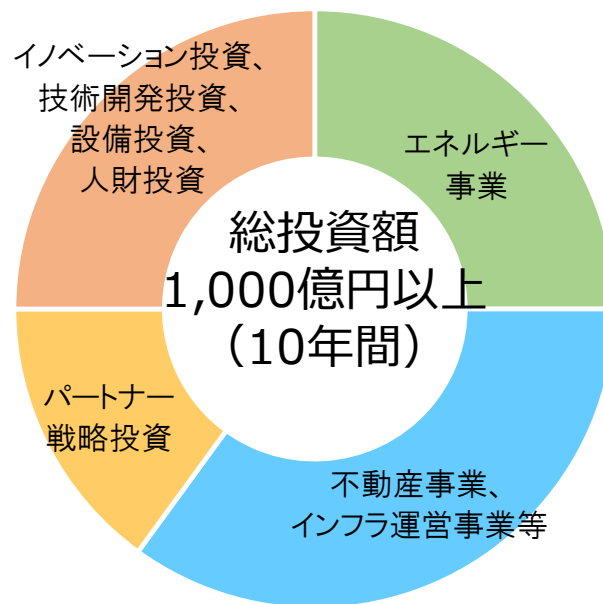 イノベーション投資、
技術開発投資、
設備投資、
人財投資
エネルギー
事業
総投資額
1,000億円以上
（10年間）
パートナー
戦略投資
不動産事業、
インフラ運営事業等